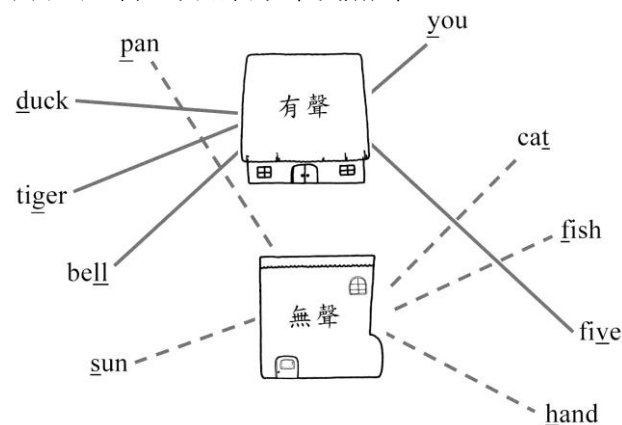 you
pan
duck
有聲
cat
tiger
fish
bell
無聲
five
sun
hand